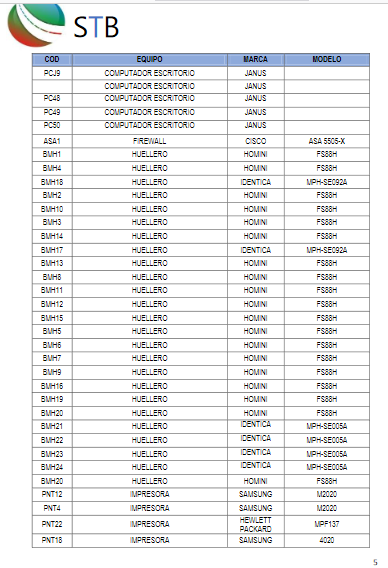 STB
COD EQUIPO MARCA MODELO
PCJ9 COMPUTADOR ESCRITORIO JANUS
COMPUTADOR ESCRITORIO JANUS
PC48 COMPUTADOR ESCRITORIO JANUS
PC49 COMPUTADOR ESCRITORIO JANUS
PC50 COMPUTADOR ESCRITORIO JANUS
ASA1 FIREWALL CISCO ASA 5505-X
BMH1 HUELLERO HOMINI FS88H
BMH4 HUELLERO HOMINI FS88H
BMH18 HUELLERO IDENTICA MPH-SE092A
BMH2 HUELLERO HOMINI FS88H
BMH10 HUELLERO HOMINI FS88H
BMH3 HUELLERO HOMINI FS88H
BMH14 HUELLERO HOMINI FS88H
BMH17 HUELLERO IDENTICA MPH-SE092A
BMH13 HUELLERO HOMINI FS88H
BMH8 HUELLERO HOMINI FS88H
BMH11 HUELLERO HOMINI FS88H
BMH12 HUELLERO HOMINI FS88H
BMH15 HUELLERO HOMINI FS88H
BMH5 HUELLERO HOMINI FS88H
BMH6 HUELLERO HOMINI FS88H
BMH7 HUELLERO HOMINI FS88H
BMH9 HUELLERO HOMINI FS88H
BMH16 HUELLERO HOMINI FS88H
BMH19 HUELLERO HOMINI FS88H
BMH20 HUELLERO HOMINI FS88H
BMH21 HUELLERO IDENTICA MPH-SE005A
BMH22 HUELLERO IDENTICA MPH-SE005A
BMH23 HUELLERO IDENTICA MPH-SE005A
BMH24 HUELLERO IDENTICA MPH-SE005A
BMH20 HUELLERO HOMINI FS88H
PNT12 IMPRESORA SAMSUNG M2020
PNT4 IMPRESORA SAMSUNG M2020
PNT22 IMPRESORA HEWLETT PACKARD MPF137
PNT18 IMPRESORA SAMSUNG 4020
5